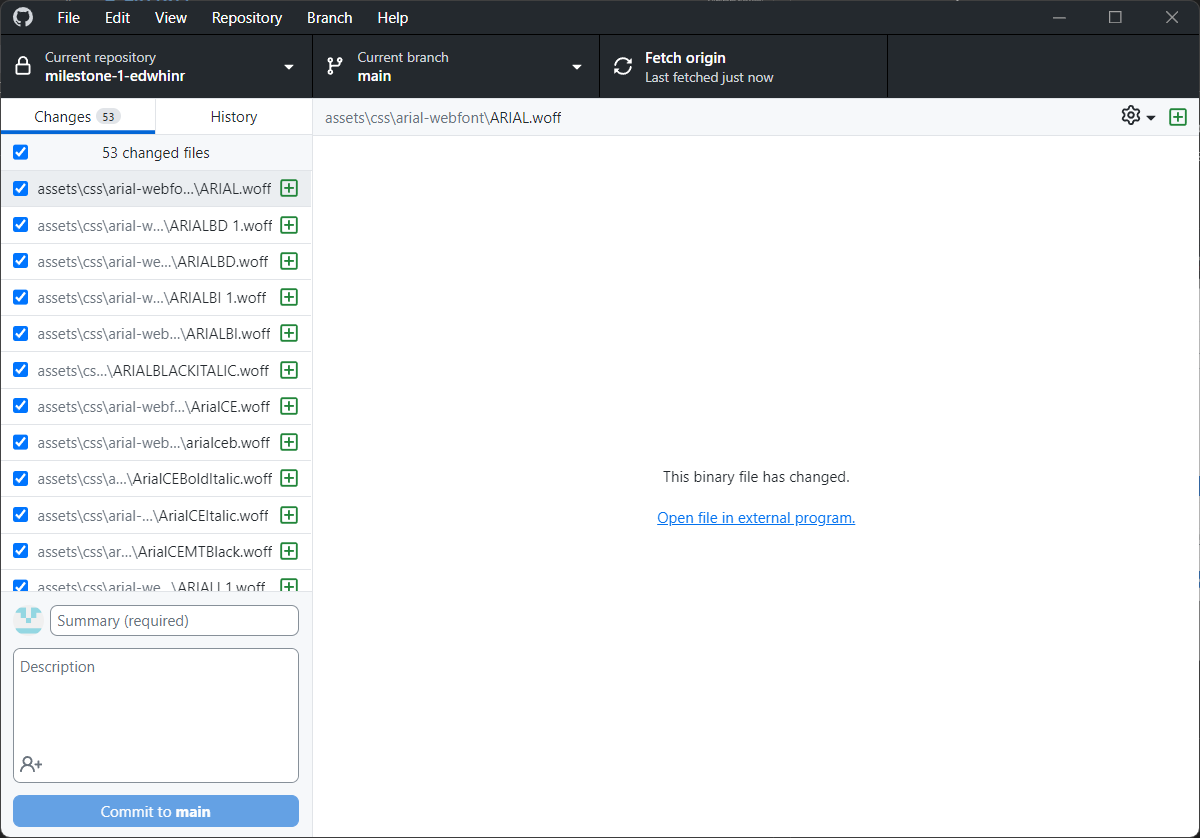 File Edit View Repository Branch Help
Current repository
milestone-1-edwhinr
Current branch
main
Fetch origin
Last fetched just now
Changes 53
History
assets\css\arial-webfont\ARIAL.woff
53 changed files
assets\css\arial-webfo...\ARIAL.woff
assets\css\arial-w...\ARIALBD 1.woff
assets\css\arial-we...\ARIALBD.woff
assets\css\arial-w...\ARIALBI 1.woff
assets\css\arial-web...\ARIALBI.woff
assets\cs...\ARIALBLACKITALIC.woff
assets\css\arial-webf...\ArialCE.woff
assets\css\arial-web...\arialceb.woff
assets\css\a...\ArialCEBoldItalic.woff
assets\css\arial-...\ArialCEItalic.woff
assets\css\ar...\ArialCEMTBlack.woff
assets\css\arial-we...\ARIALI 1.woff
This binary file has changed.
Open file in external program.
Summary (required)
Description
Commit to main